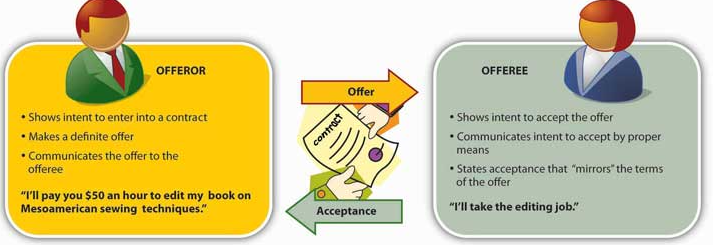 OFFEROR
• Shows intent to enter into a contract
• Makes a definite offer
• Communicates the offer to the
offeree
“I’ll pay you $50 an hour to edit my book on
Mesoamerican sewing techniques.”
Offer
contract
Acceptance
OFFEREE
• Shows intent to accept the offer
• Communicates intent to accept by proper
means
• States acceptance that “mirrors” the terms
of the offer
“I’ll take the editing job.”